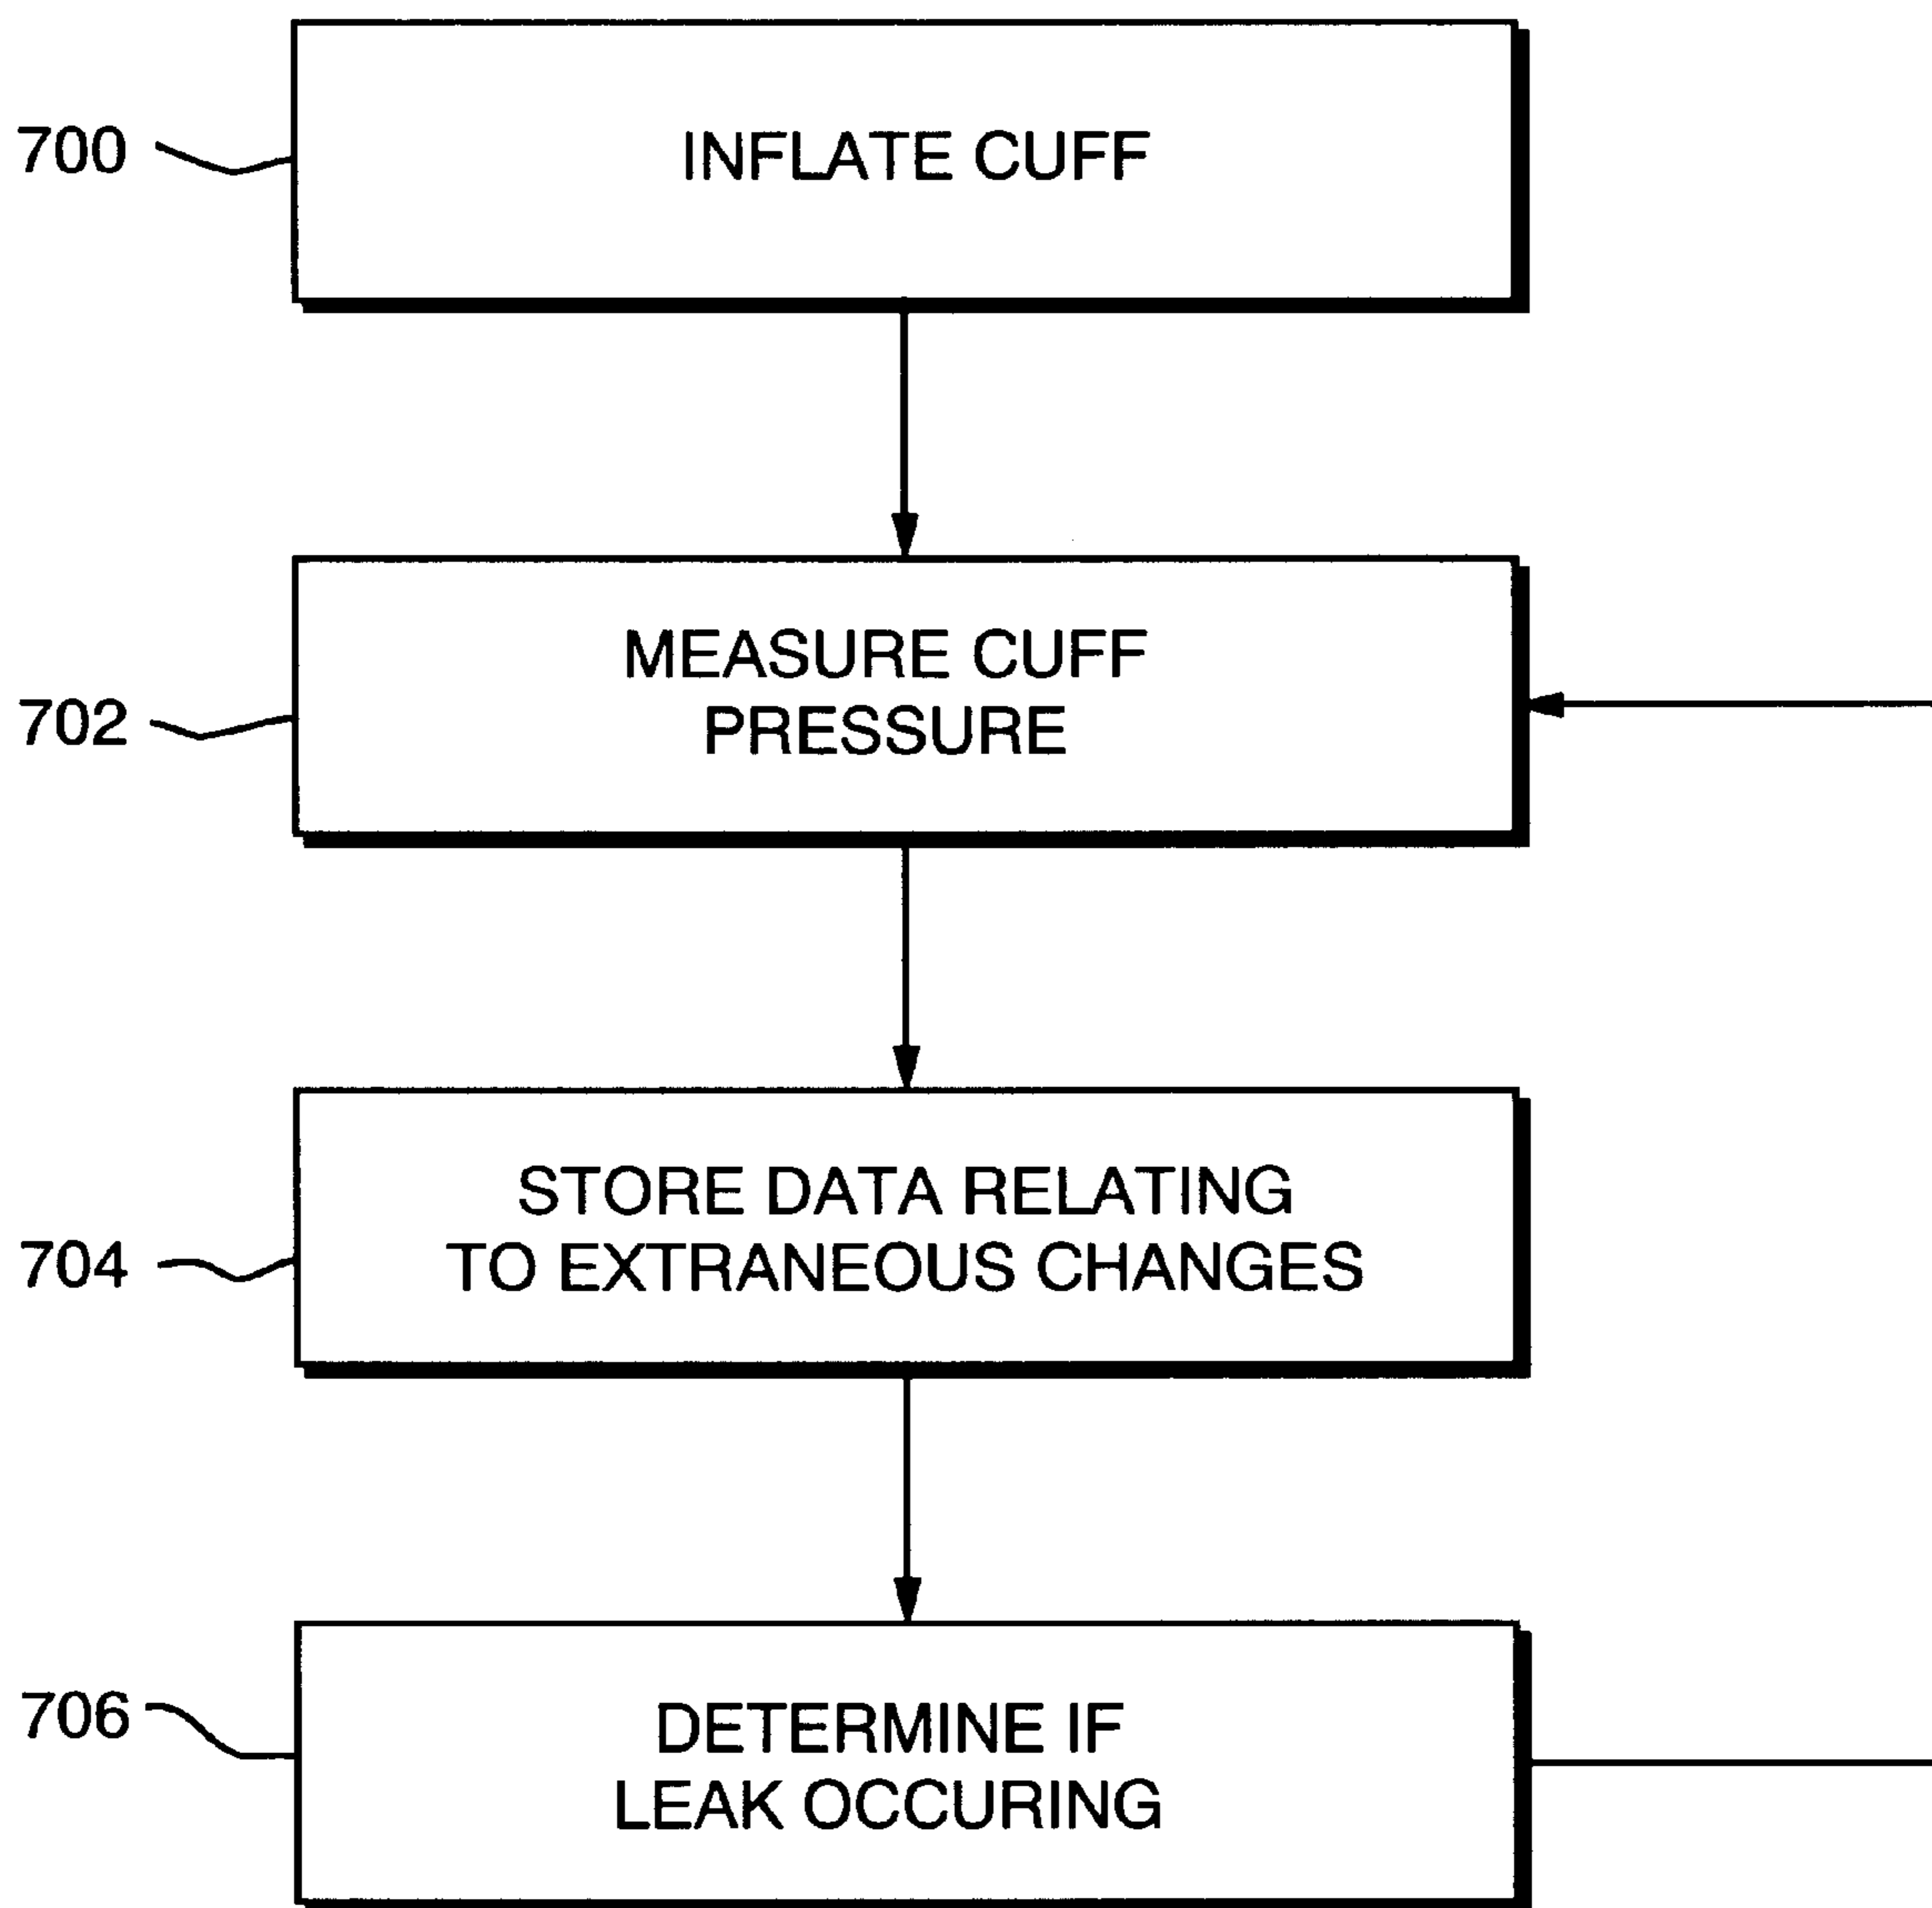 700
INFLATE CUFF
702
MEASURE CUFF
PRESSURE
704
STORE DATA RELATING
TO EXTRANEOUS CHANGES
706
DETERMINE IF
LEAK OCCURING